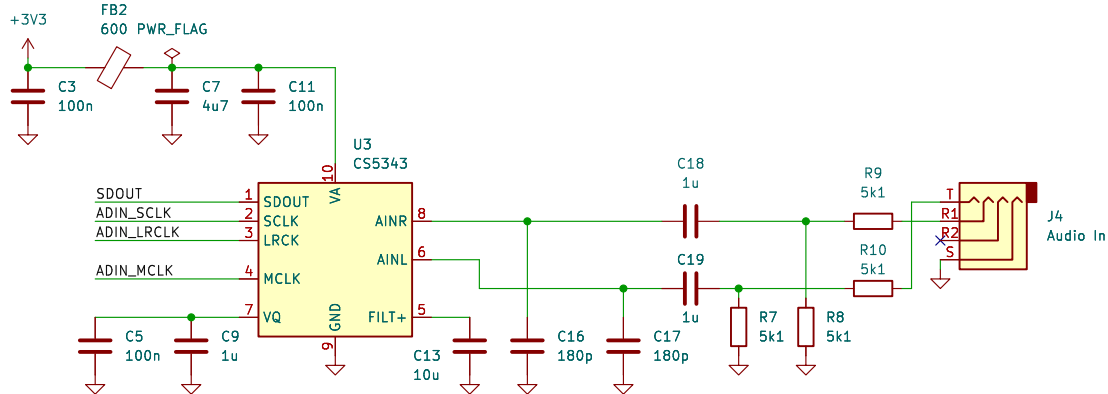 +3V3
FB2
600 PWR_FLAG
C3
100n
C7
4u7
C11
100n
U3
CS5343
10
VA
SDOUT
1
SDOUT
ADIN_SCLK
2
SCLK
ADIN_LRCLK
3
LRCK
ADIN_MCLK
4
MCLK
7
VQ
GND
9
AINR
8
AINL
6
FILT+
5
C5
100n
C9
1u
C13
10u
C16
180p
C17
180p
C18
1u
C19
1u
R7
5k1
R8
5k1
R9
5k1
R10
5k1
T
R1
R2
S
J4
Audio In